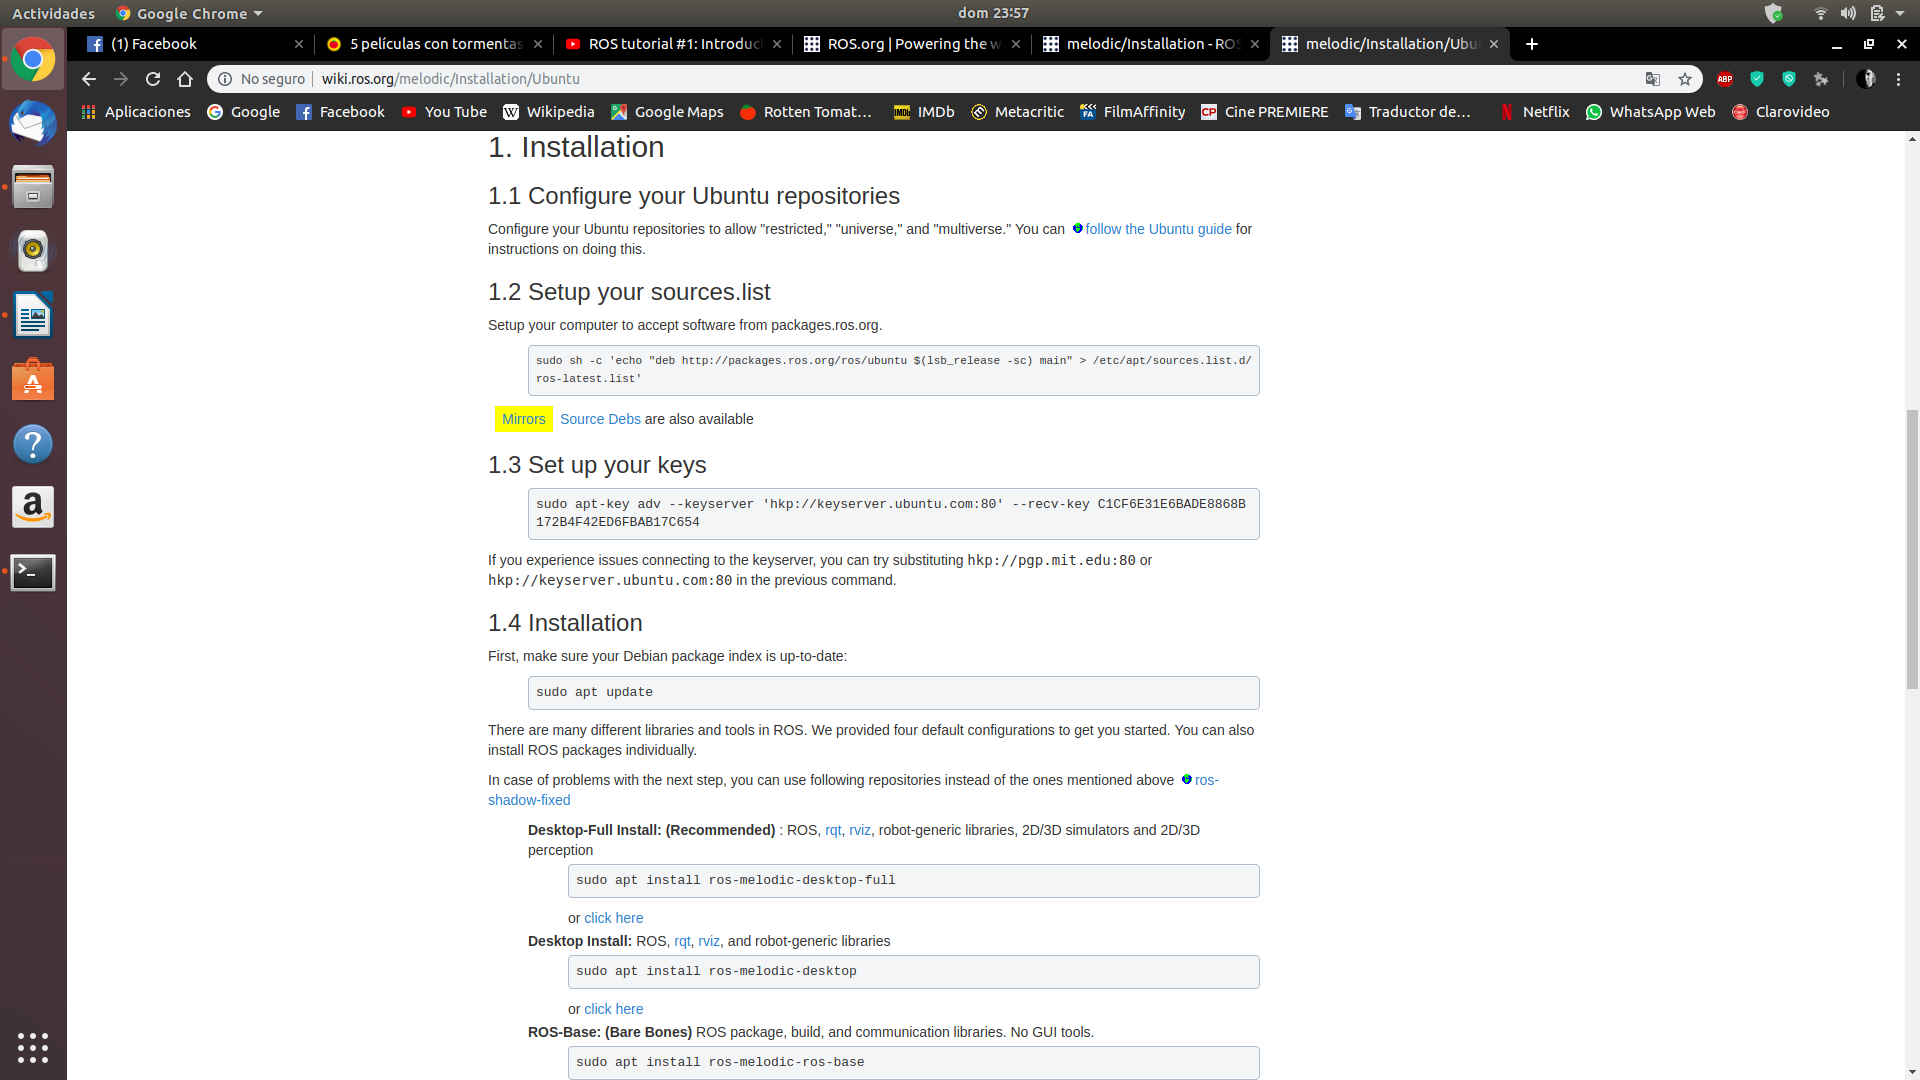 Actividades
Google Chrome
dom 23:57
(1) Facebook
5 películas con tormentas
ROS tutorial #1: Introduc
ROS.org | Powering the w
melodic/Installation - ROS
melodic/Installation/Ubu
No seguro
wiki.ros.org/melodic/Installation/Ubuntu
ABP
Aplicaciones
Google
Facebook
You Tube
Wikipedia
Google Maps
Rotten Tomat…
IMDb
Metacritic
FilmAffinity
Cine PREMIERE
Traductor de…
Netflix
WhatsApp Web
Clarovideo
1. Installation
1.1 Configure your Ubuntu repositories
Configure your Ubuntu repositories to allow "restricted," "universe," and "multiverse." You can follow the Ubuntu guide for
instructions on doing this.
1.2 Setup your sources.list
Setup your computer to accept software from packages.ros.org.
sudo sh -c 'echo "deb http://packages.ros.org/ros/ubuntu $(lsb_release -sc) main" > /etc/apt/sources.list.d/
ros-latest.list'
Mirrors Source Debs are also available
1.3 Set up your keys
sudo apt-key adv --keyserver 'hkp://keyserver.ubuntu.com:80' --recv-key C1CF6E31E6BADE8868B
172B4F42ED6FBAB17C654
If you experience issues connecting to the keyserver, you can try substituting hkp://pgp.mit.edu:80 or
hkp://keyserver.ubuntu.com:80 in the previous command.
1.4 Installation
First, make sure your Debian package index is up-to-date:
sudo apt update
There are many different libraries and tools in ROS. We provided four default configurations to get you started. You can also
install ROS packages individually.
In case of problems with the next step, you can use following repositories instead of the ones mentioned above ros-
shadow-fixed
Desktop-Full Install: (Recommended) : ROS, rqt, rviz, robot-generic libraries, 2D/3D simulators and 2D/3D
perception
sudo apt install ros-melodic-desktop-full
or click here
Desktop Install: ROS, rqt, rviz, and robot-generic libraries
sudo apt install ros-melodic-desktop
or click here
ROS-Base: (Bare Bones) ROS package, build, and communication libraries. No GUI tools.
sudo apt install ros-melodic-ros-base